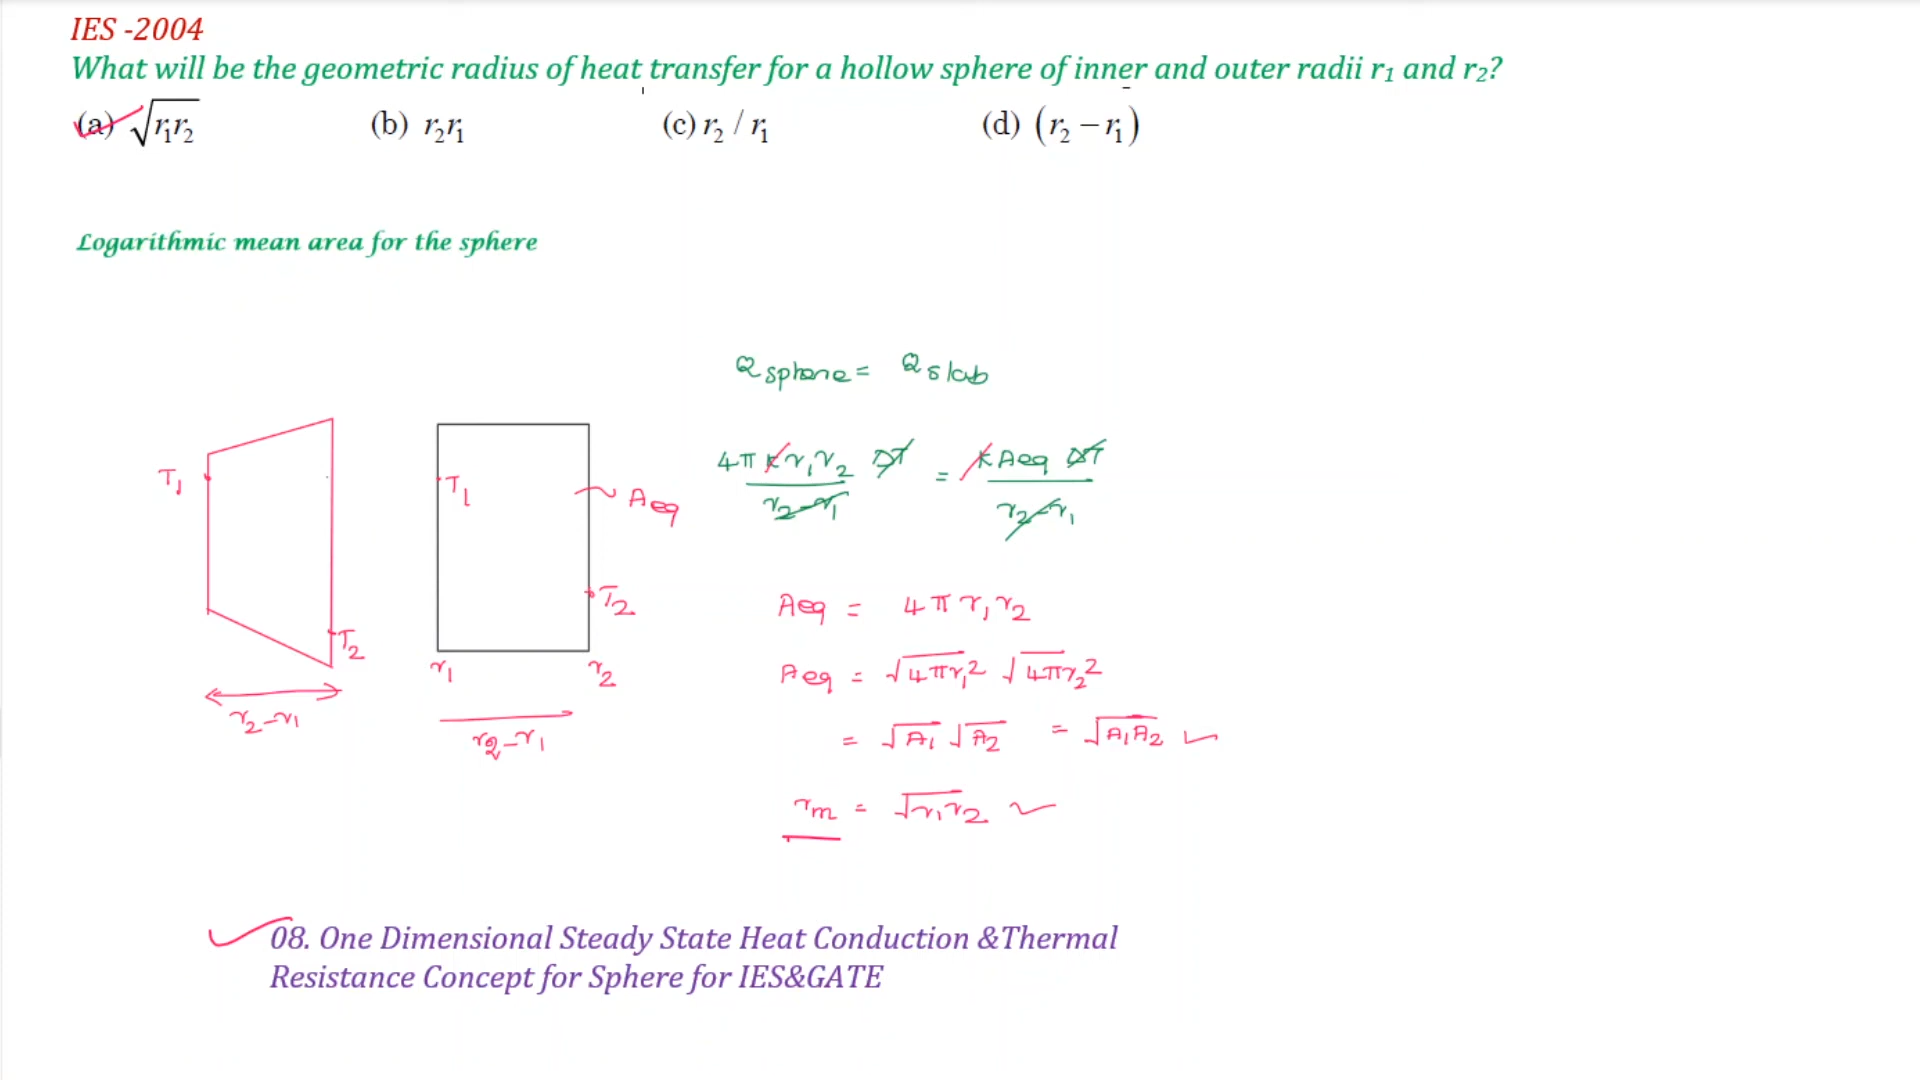 IES -2004
What will be the geometric radius of heat transfer for a hollow sphere of inner and outer radii r₁ and r₂?
(a) √r₁r₂ (b) r₂r₁ (c) r₂ / r₁ (d) (r₂ – r₁)
Logarithmic mean area for the sphere
Q sphere = Q slab
4π k r₁ r₂ ΔT / r₂-r₁ = k Aeq ΔT / r₂-r₁
T₁
T₂
r₂-r₁
T₁
Aeq
T₂
r₁ r₂
r₂-r₁
Aeq = 4π r₁ r₂
Aeq = √4πr₁² √4πr₂²
= √A₁ √A₂ = √A₁A₂
rm = √r₁r₂
08. One Dimensional Steady State Heat Conduction &Thermal
Resistance Concept for Sphere for IES&GATE